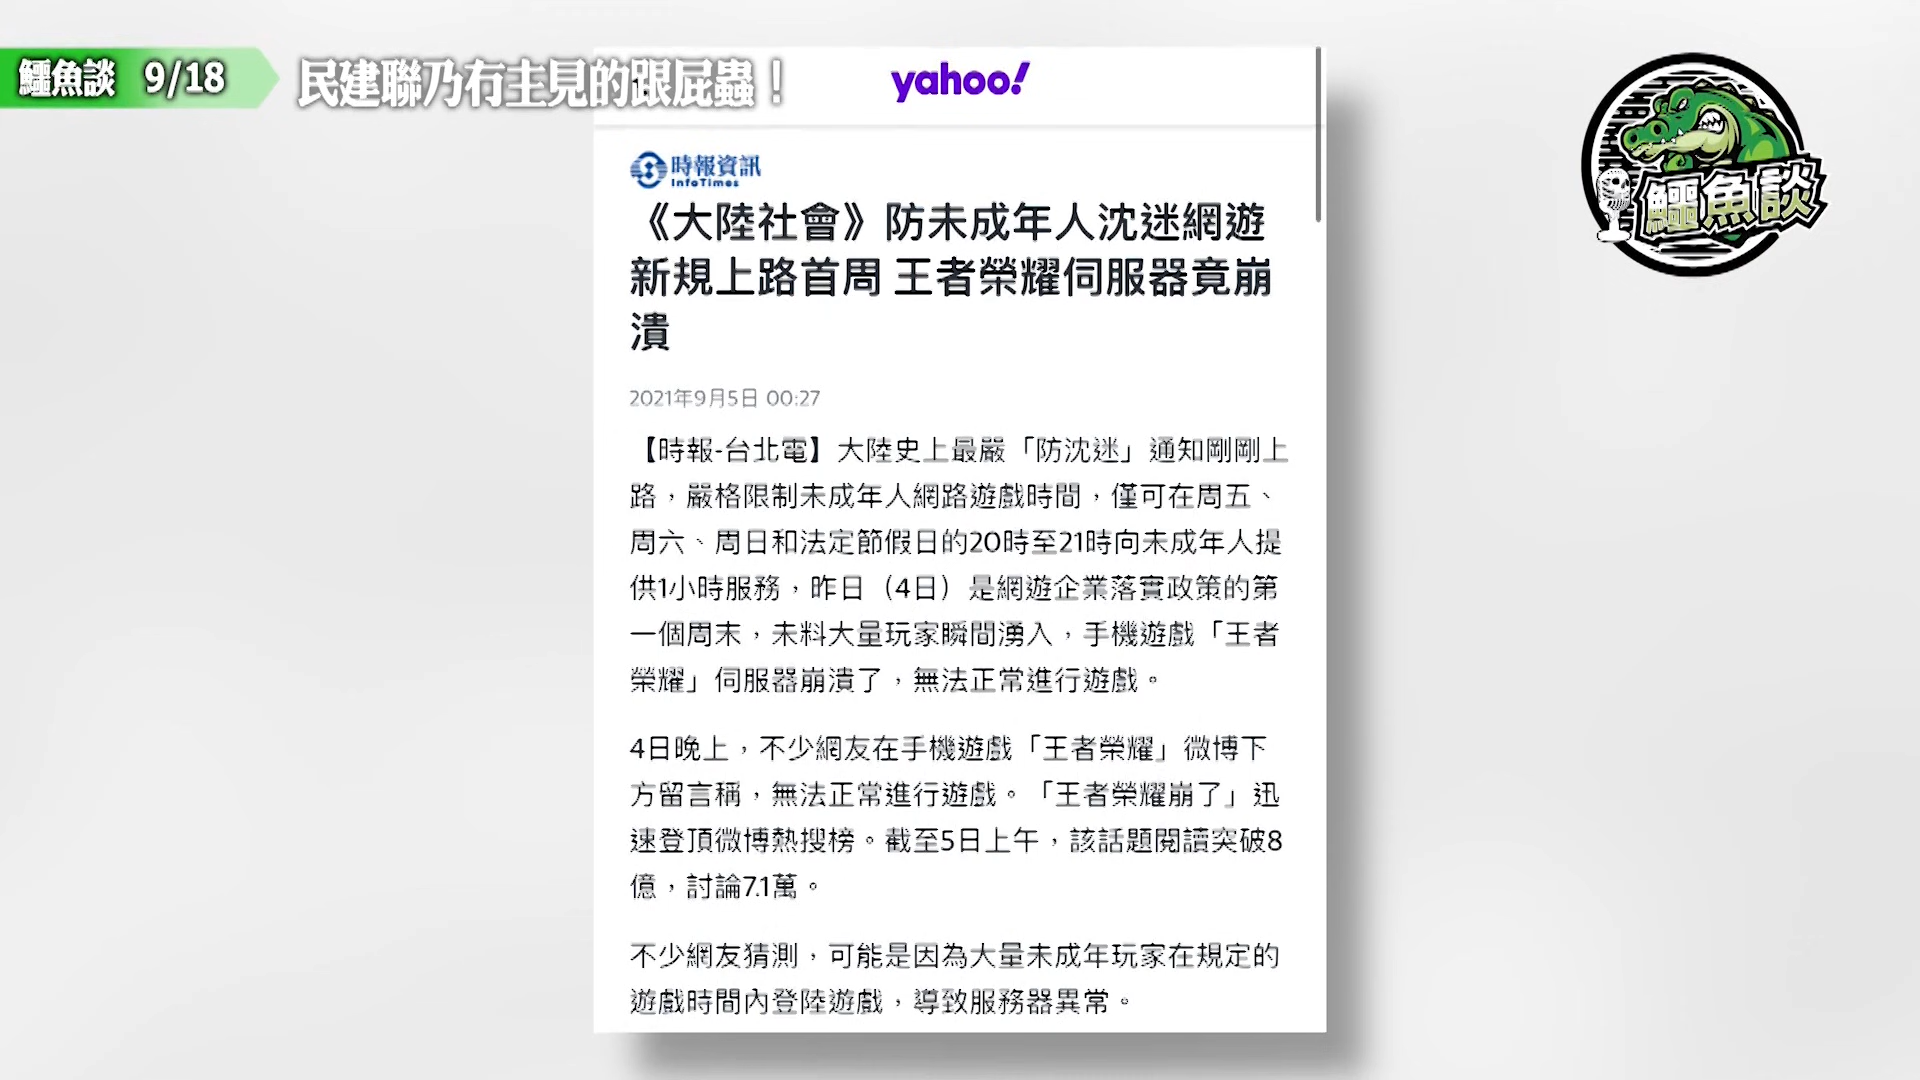 鱷魚談 9/18
民建聯乃冇主見的跟屁蟲！
yahoo!
鱷魚談
時報資訊
InfoTimes
《大陸社會》防未成年人沈迷網遊
新規上路首周 王者榮耀伺服器竟崩
潰
2021年9月5日 00:27
【時報-台北電】大陸史上最嚴「防沈迷」通知剛剛上
路，嚴格限制未成年人網路遊戲時間，僅可在周五、
周六、周日和法定節假日的20時至21時向未成年人提
供1小時服務，昨日（4日）是網遊企業落實政策的第
一個周末，未料大量玩家瞬間湧入，手機遊戲「王者
榮耀」伺服器崩潰了，無法正常進行遊戲。
4日晚上，不少網友在手機遊戲「王者榮耀」微博下
方留言稱，無法正常進行遊戲。「王者榮耀崩了」迅
速登頂微博熱搜榜。截至5日上午，該話題閱讀突破8
億，討論7.1萬。
不少網友猜測，可能是因為大量未成年玩家在規定的
遊戲時間內登陸遊戲，導致服務器異常。